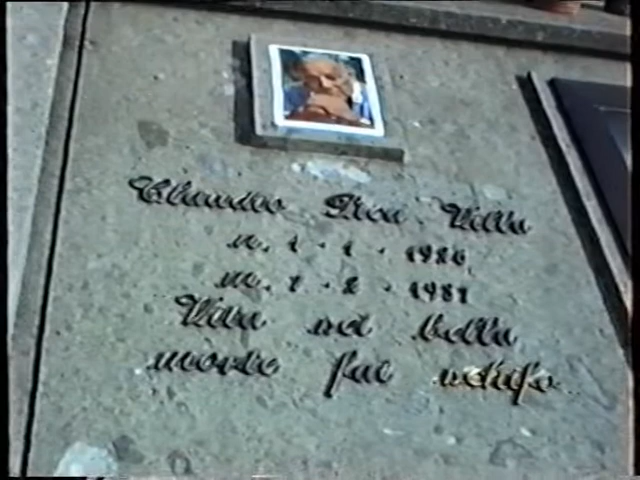 Claudio Pica Villa
n. 1 · 1 · 1926
m. 7 · 2 · 1987
Vita sei bella
morte fai schifo